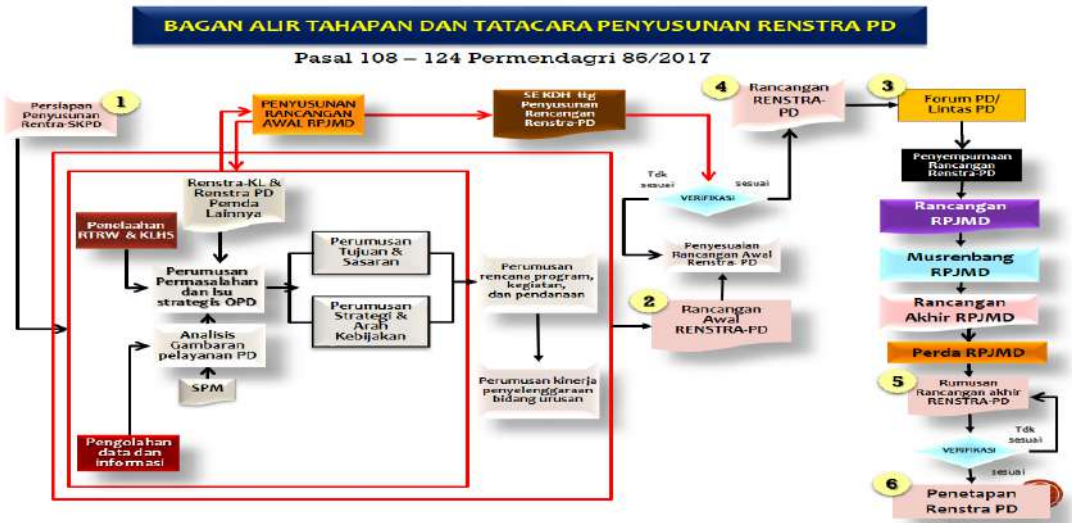 BAGAN ALIR TAHAPAN DAN TATACARA PENYUSUNAN RENSTRA PD
Pasal 108 – 124 Permendagri 86/2017
1
Persiapan
Penyusunan
Rentra-SKPD
PENYUSUNAN
RANCANGAN
AWAL RPJMD
SE KDH ttg
Penyusunan
Rancangan
Renstra-PD
4
Rancangan
RENSTRA-
PD
3
Forum PD/
Lintas PD
Penyempurnaan
Rancangan
Renstra-PD
Rancangan
RPJMD
Musrenbang
RPJMD
Rancangan
Akhir RPJMD
Perda RPJMD
5
Rumusan
Rancangan akhir
RENSTRA-PD
Tdk
sesuai
VERIFIKASI
sesuai
6
Penetapan
Renstra PD
Tdk
sesuai
sesuai
VERIFIKASI
Penyesuaian
Rancangan Awal
Renstra- PD
2
Rancangan
Awal
RENSTRA-PD
Renstra-KL &
Renstra PD
Pemda
Lainnya
Penelaahan
RTRW & KLHS
Perumusan
Permasalahan
dan Isu
strategis OPD
Analisis
Gambaran
pelayanan PD
SPM
Pengolahan
data dan
informasi
Perumusan
Tujuan &
Sasaran
Perumusan
Strategi &
Arah
Kebijakan
Perumusan
rencana program,
kegiatan,
dan pendanaan
Perumusan kinerja
penyelenggaraan
bidang urusan